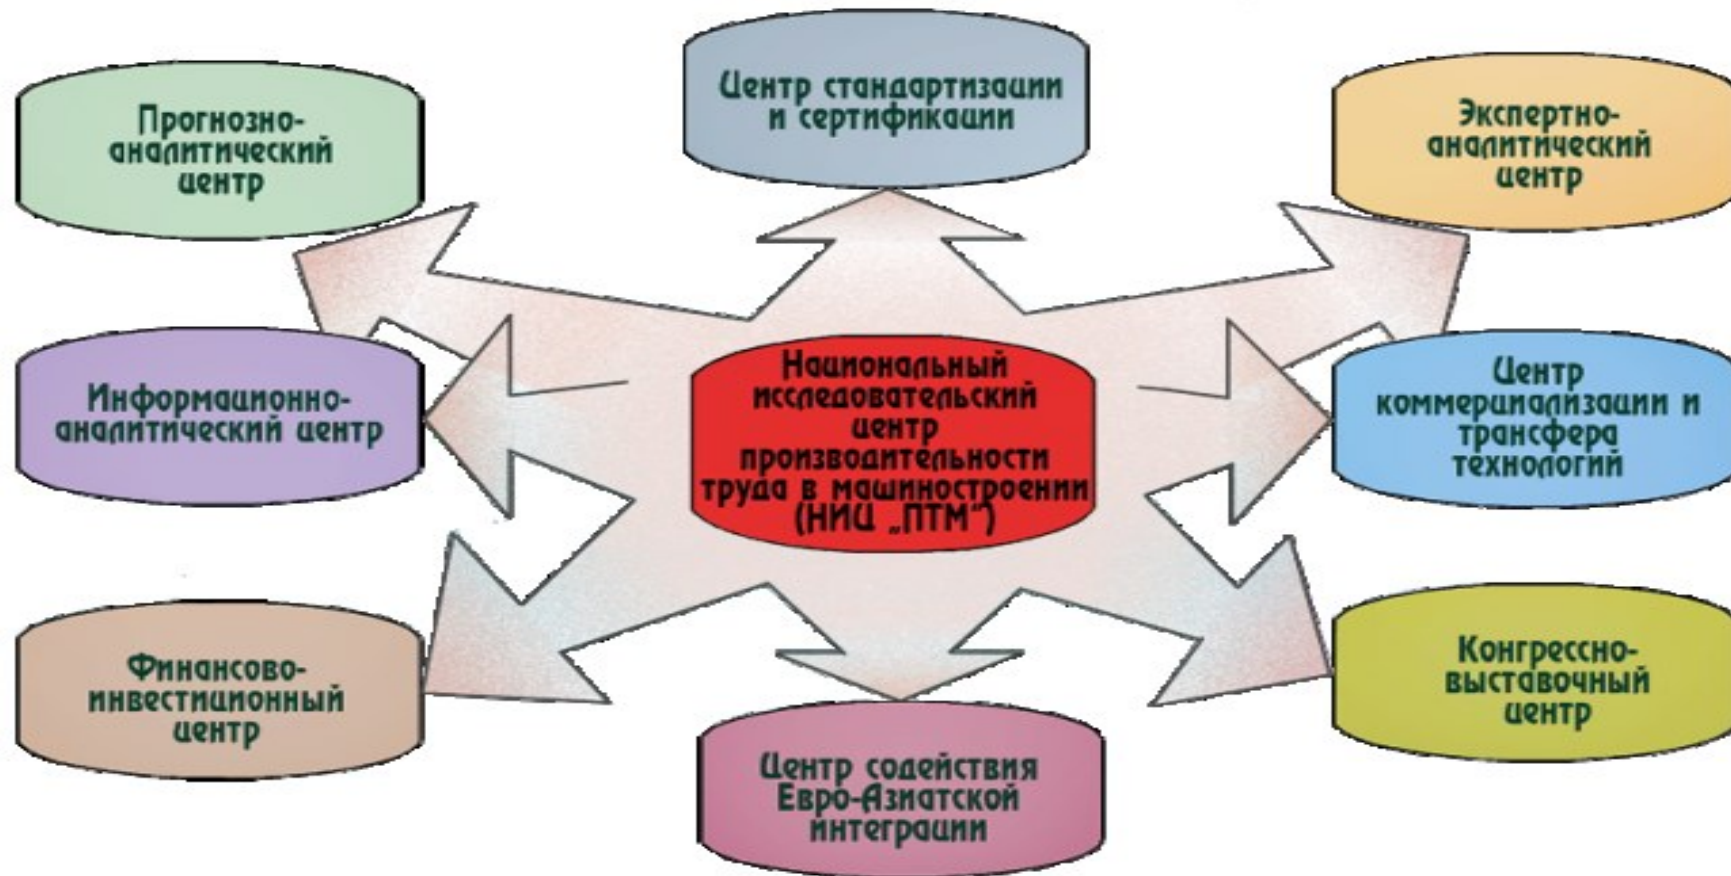 Прогнозно-
аналитический
центр
Центр стандартизации
и сертификации
Экспертно-
аналитический
центр
Информационно-
аналитический центр
Национальный
исследовательский
центр
производительности
труда в машиностроении
(НИЦ „ПТМ“)
Центр
коммерциализации и
трансфера
технологий
Финансово-
инвестиционный
центр
Центр содействия
Евро-Азиатской
интеграции
Конгрессно-
выставочный
центр